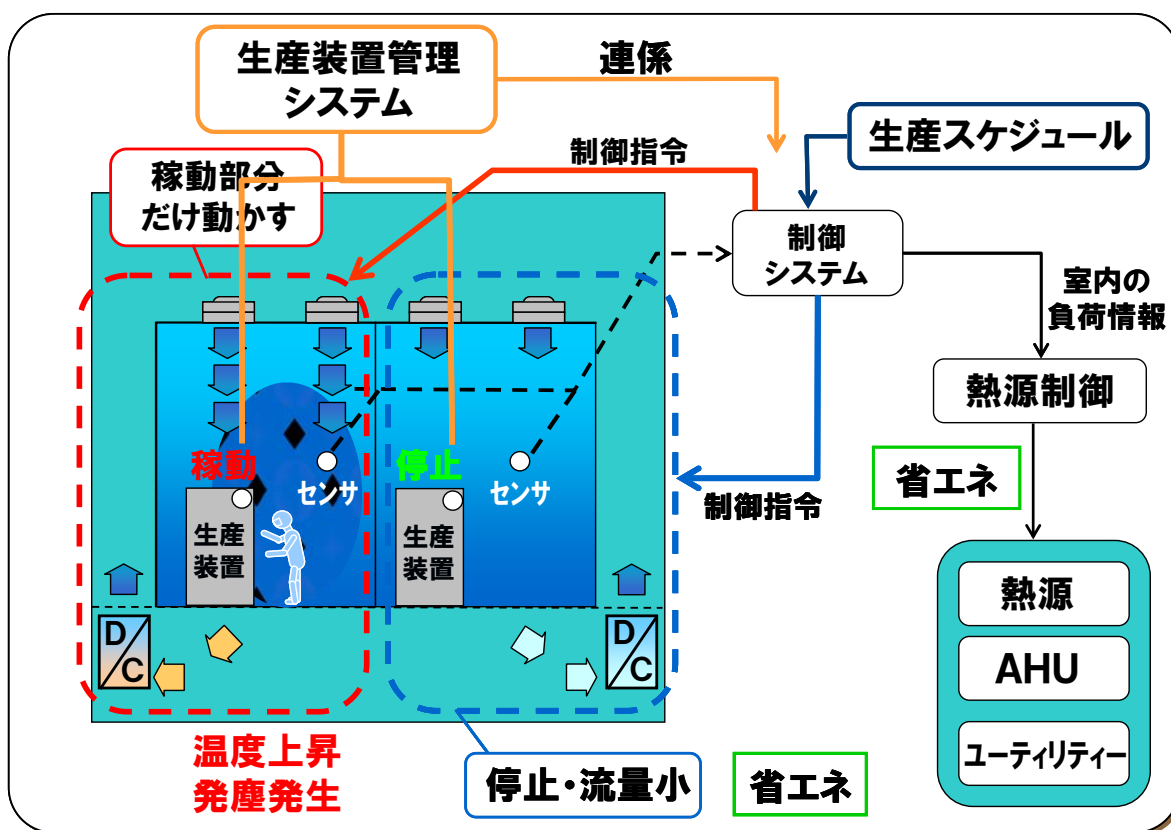 生産装置管理
システム
連係
生産スケジュール
制御指令
稼動部分
だけ動かす
制御
システム
室内の
負荷情報
熱源制御
稼動
停止
センサ
センサ
生産
装置
生産
装置
制御指令
省エネ
D/C
D/C
熱源
AHU
ユーティリティー
温度上昇
発塵発生
停止・流量小
省エネ